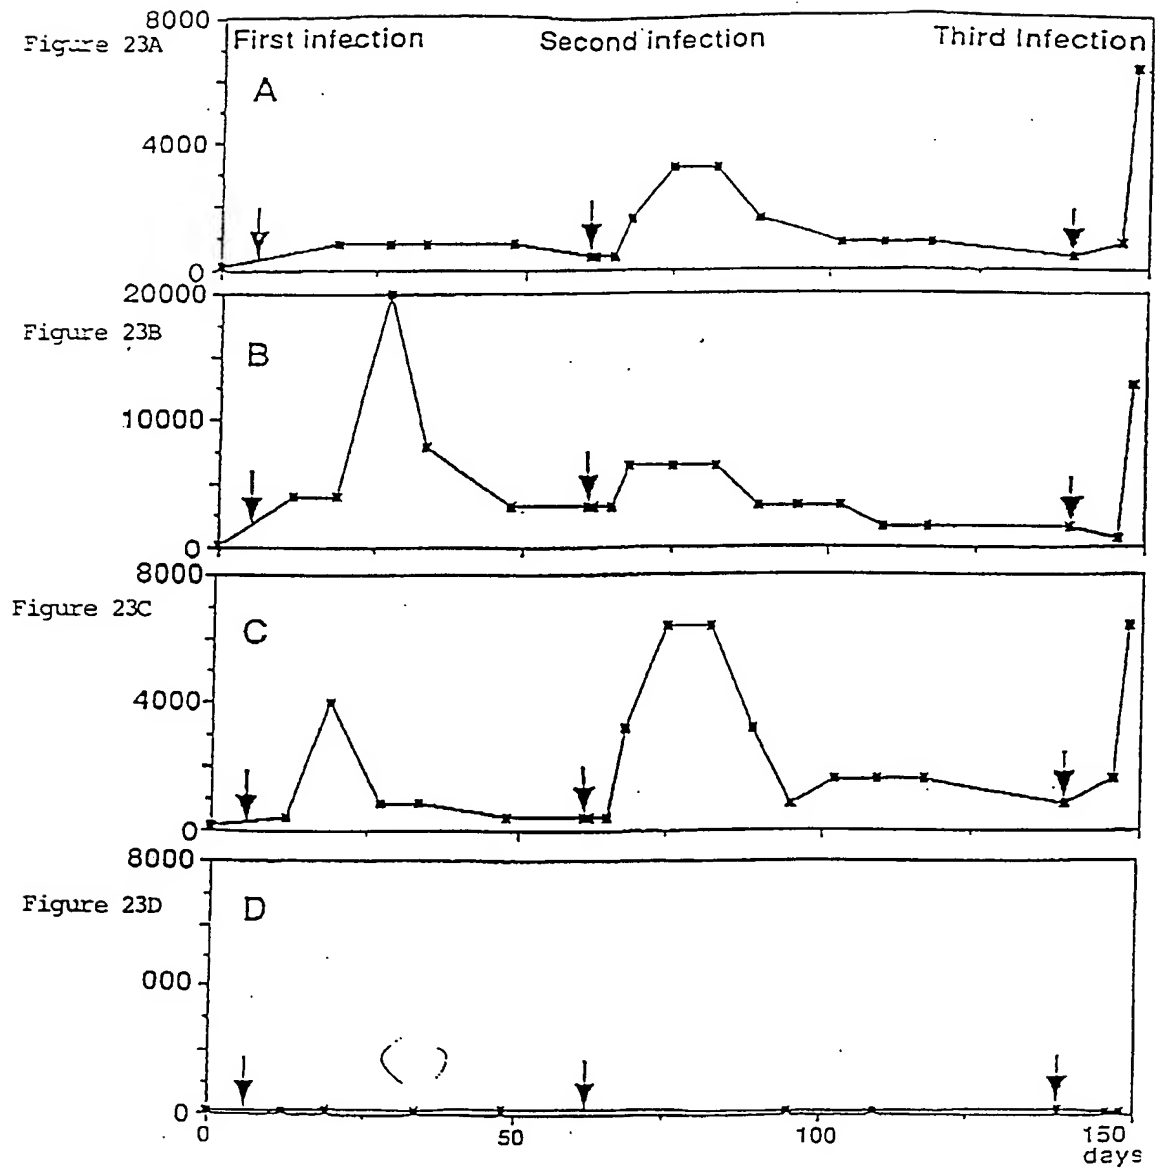 8000
Figure 23A
First infection Second infection Third Infection
A
4000
0
20000
Figure 23B
B
10000
0
8000
Figure 23C
C
4000
0
8000
Figure 23D
D
000
0
0 50 100 150
days